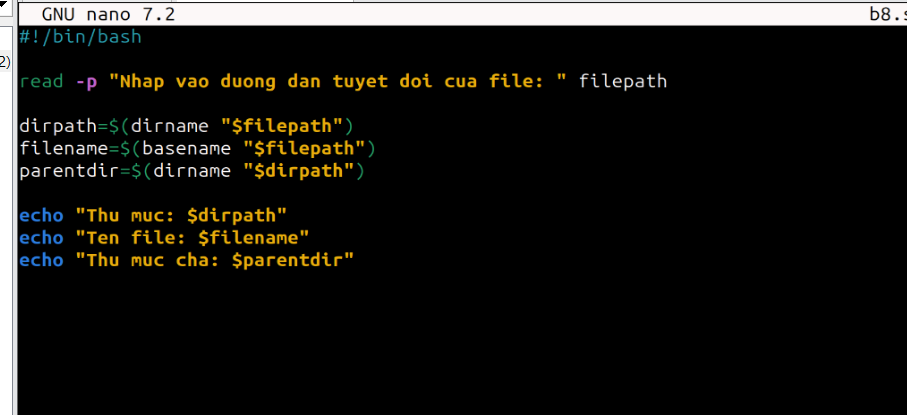 GNU nano 7.2 b8.s
#!/bin/bash
2)
read -p "Nhap vao duong dan tuyet doi cua file: " filepath
dirpath=$(dirname "$filepath")
filename=$(basename "$filepath")
parentdir=$(dirname "$dirpath")
echo "Thu muc: $dirpath"
echo "Ten file: $filename"
echo "Thu muc cha: $parentdir"